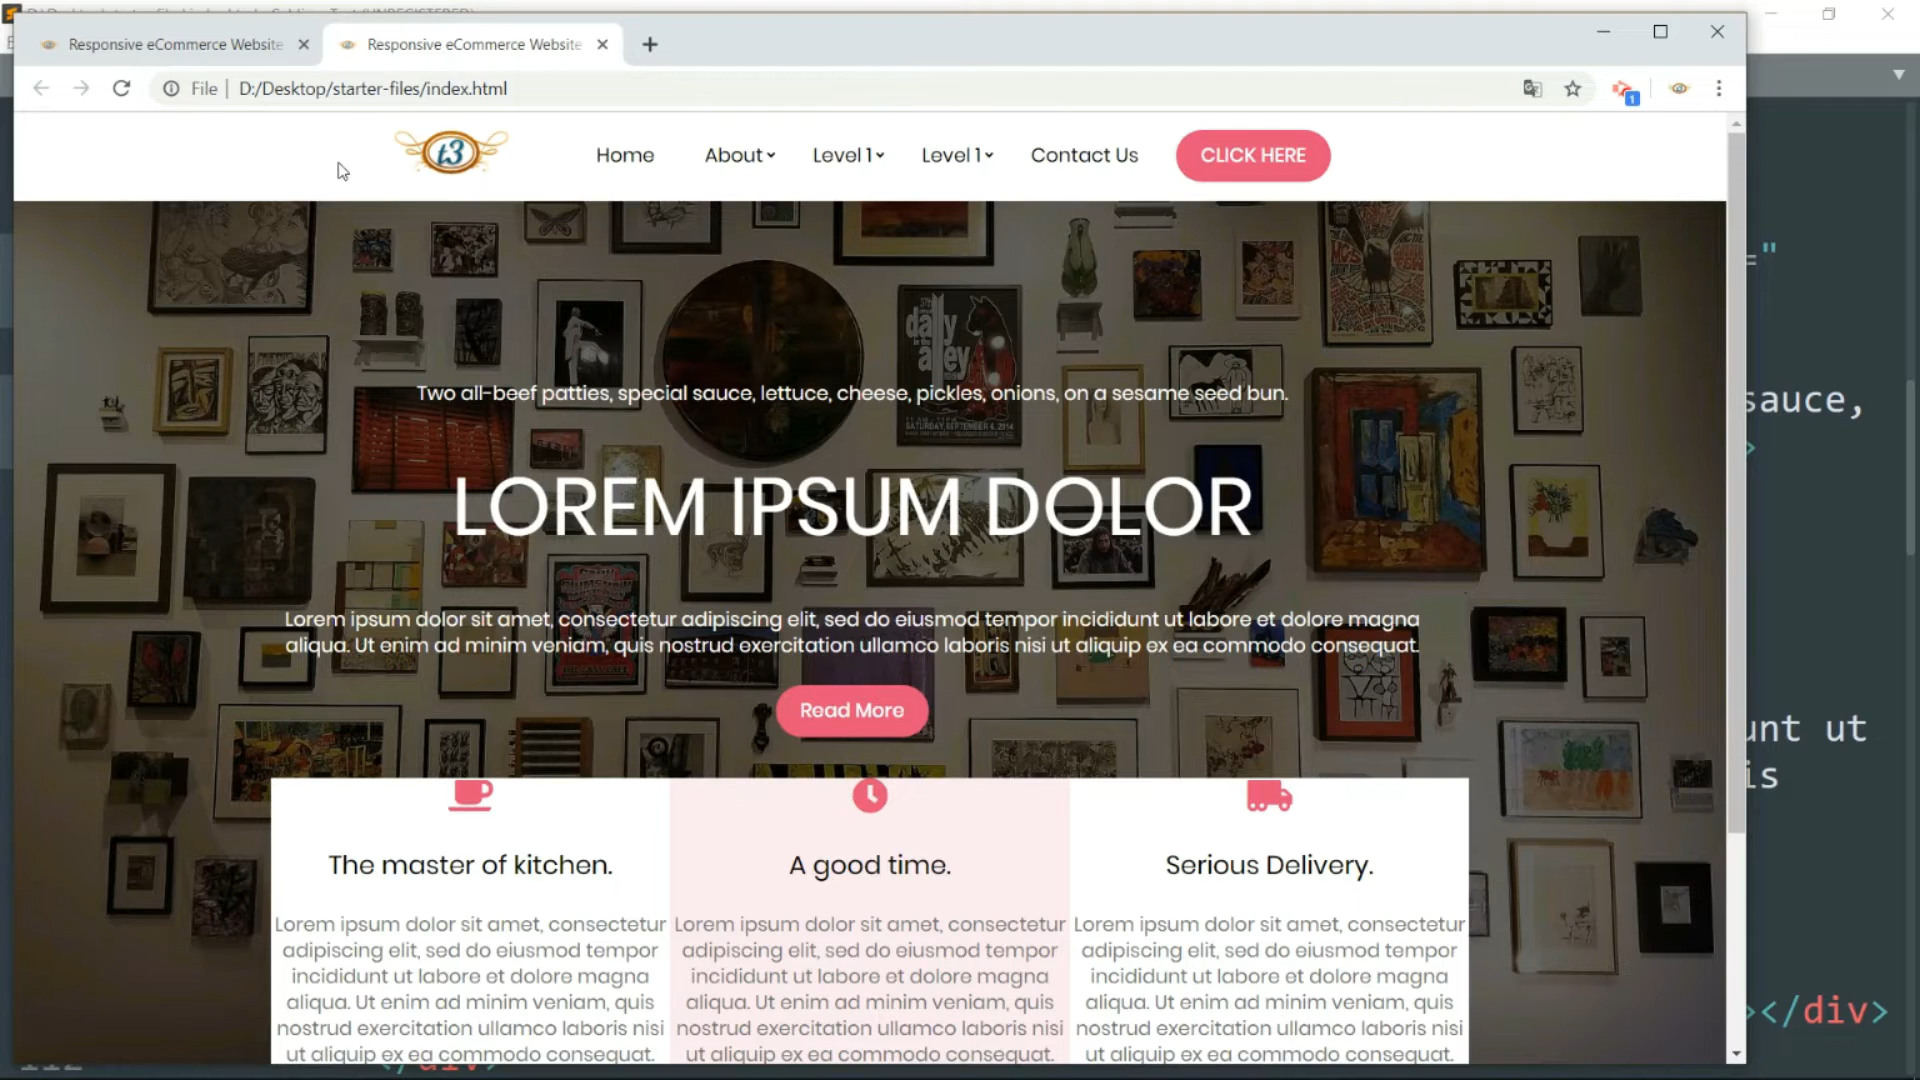 Responsive eCommerce Website
Responsive eCommerce Website
File | D:/Desktop/starter-files/index.html
1
t3
Home
About
Level 1
Level 1
Contact Us
CLICK HERE
="
daily
in the
alley
SATURDAY, SEPTEMBER 6, 2014
Two all-beef patties, special sauce, lettuce, cheese, pickles, onions, on a sesame seed bun.
sauce,
>
LOREM IPSUM DOLOR
Lorem ipsum dolor sit amet, consectetur adipiscing elit, sed do eiusmod tempor incididunt ut labore et dolore magna
aliqua. Ut enim ad minim veniam, quis nostrud exercitation ullamco laboris nisi ut aliquip ex ea commodo consequat.
Read More
unt ut
is
The master of kitchen.
Lorem ipsum dolor sit amet, consectetur
adipiscing elit, sed do eiusmod tempor
incididunt ut labore et dolore magna
aliqua. Ut enim ad minim veniam, quis
nostrud exercitation ullamco laboris nisi
ut aliquip ex ea commodo consequat.
A good time.
Lorem ipsum dolor sit amet, consectetur
adipiscing elit, sed do eiusmod tempor
incididunt ut labore et dolore magna
aliqua. Ut enim ad minim veniam, quis
nostrud exercitation ullamco laboris nisi
ut aliquip ex ea commodo consequat.
Serious Delivery.
Lorem ipsum dolor sit amet, consectetur
adipiscing elit, sed do eiusmod tempor
incididunt ut labore et dolore magna
aliqua. Ut enim ad minim veniam, quis
nostrud exercitation ullamco laboris nisi
ut aliquip ex ea commodo consequat.
></div>